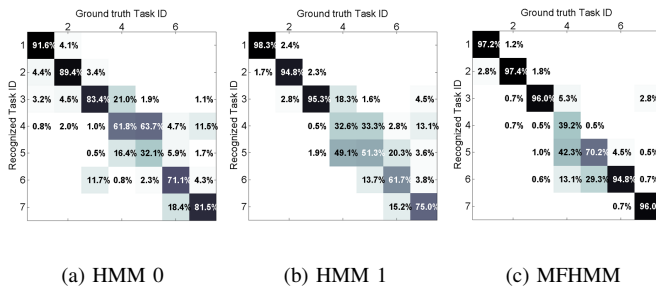 Ground truth Task ID
2 4 6
Recognized Task ID
1 91.6% 4.1%
2 4.4% 89.4% 3.4%
3 3.2% 4.5% 83.4% 21.0% 1.9% 1.1%
4 0.8% 2.0% 1.0% 61.8% 63.7% 4.7% 11.5%
5 0.5% 16.4% 32.1% 5.9% 1.7%
6 11.7% 0.8% 2.3% 71.1% 4.3%
7 18.4% 81.5%
(a) HMM 0
Ground truth Task ID
2 4 6
Recognized Task ID
1 98.3% 2.4%
2 1.7% 94.8% 2.3%
3 2.8% 95.3% 18.3% 1.6% 4.5%
4 0.5% 32.6% 33.3% 2.8% 13.1%
5 1.9% 49.1% 51.3% 20.3% 3.6%
6 13.7% 61.7% 3.8%
7 15.2% 75.0%
(b) HMM 1
Ground truth Task ID
2 4 6
Recognized Task ID
1 97.2% 1.2%
2 2.8% 97.4% 1.8%
3 0.7% 96.0% 5.3% 2.8%
4 0.7% 0.5% 39.2% 0.5%
5 1.0% 42.3% 70.2% 4.5% 0.5%
6 0.6% 13.1% 29.3% 94.8% 0.7%
7 0.7% 96.0%
(c) MFHMM